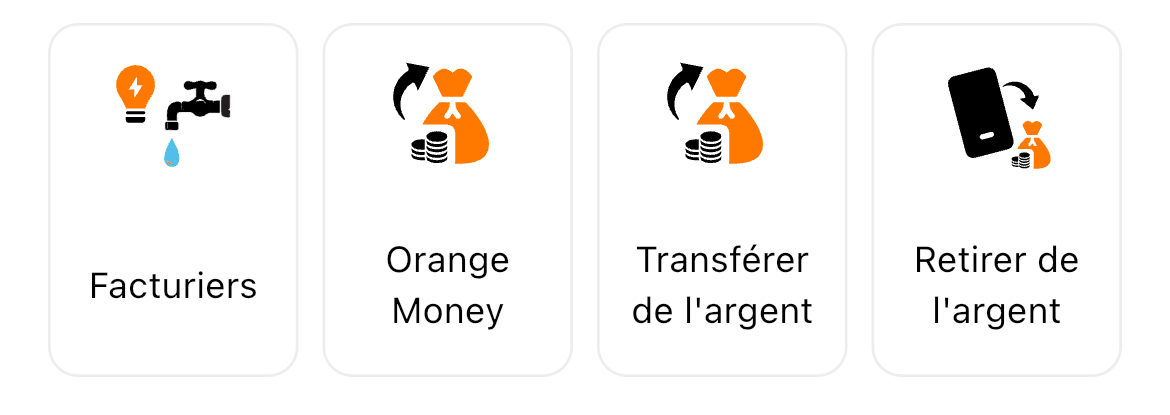 Facturiers
Orange
Money
Transférer
de l'argent
Retirer de
l'argent